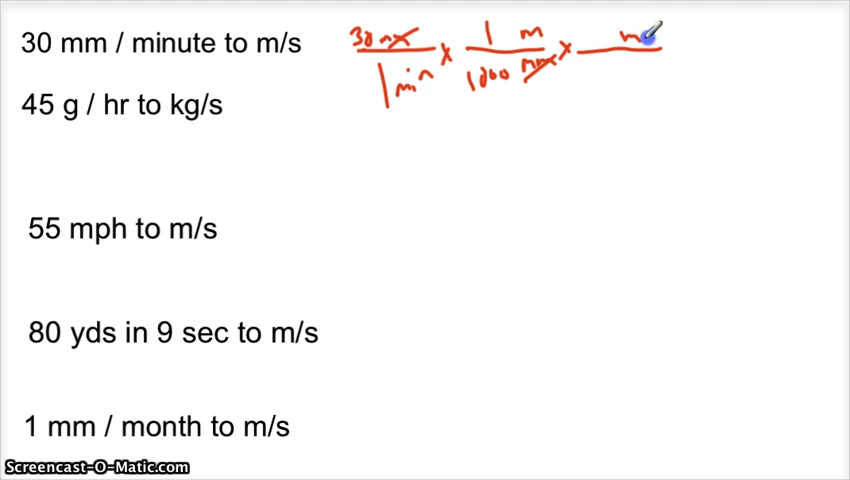 30 mm / minute to m/s
30 mm / 1 min x 1 m / 1000 mm x m
45 g / hr to kg/s
55 mph to m/s
80 yds in 9 sec to m/s
1 mm / month to m/s
Screencast-O-Matic.com